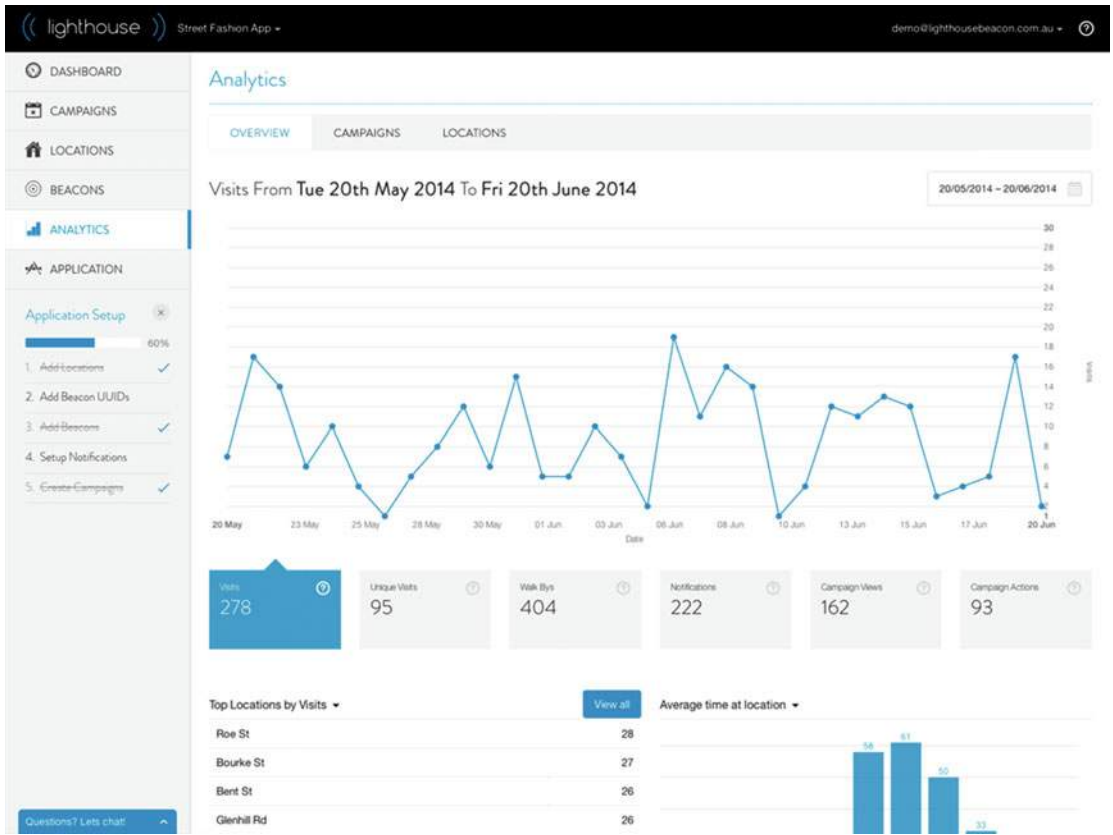 lighthouse Street Fashion App demo@lighthousebeacon.com.au ?
DASHBOARD
CAMPAIGNS
LOCATIONS
BEACONS
ANALYTICS
APPLICATION
Application Setup ×
60%
1. Add Locations
2. Add Beacon UUIDs
3. Add Beacons
4. Setup Notifications
5. Create Campaigns
Questions? Lets chat!
Analytics
OVERVIEW CAMPAIGNS LOCATIONS
Visits From Tue 20th May 2014 To Fri 20th June 2014
20/05/2014 – 20/06/2014
30
28
26
24
22
20
18
16
14
12
10
8
6
4
2
1
Visits
20 May 23 May 25 May 28 May 30 May 01 Jun 03 Jun 06 Jun 08 Jun 10 Jun 13 Jun 15 Jun 17 Jun 20 Jun
Date
Visits ? Unique Visits ? Walk Bys ? Notifications ? Campaign Views ? Campaign Actions ?
278 95 404 222 162 93
Top Locations by Visits View all
Roe St 28
Bourke St 27
Bent St 26
Glenhill Rd 26
Average time at location
58 61 50 33